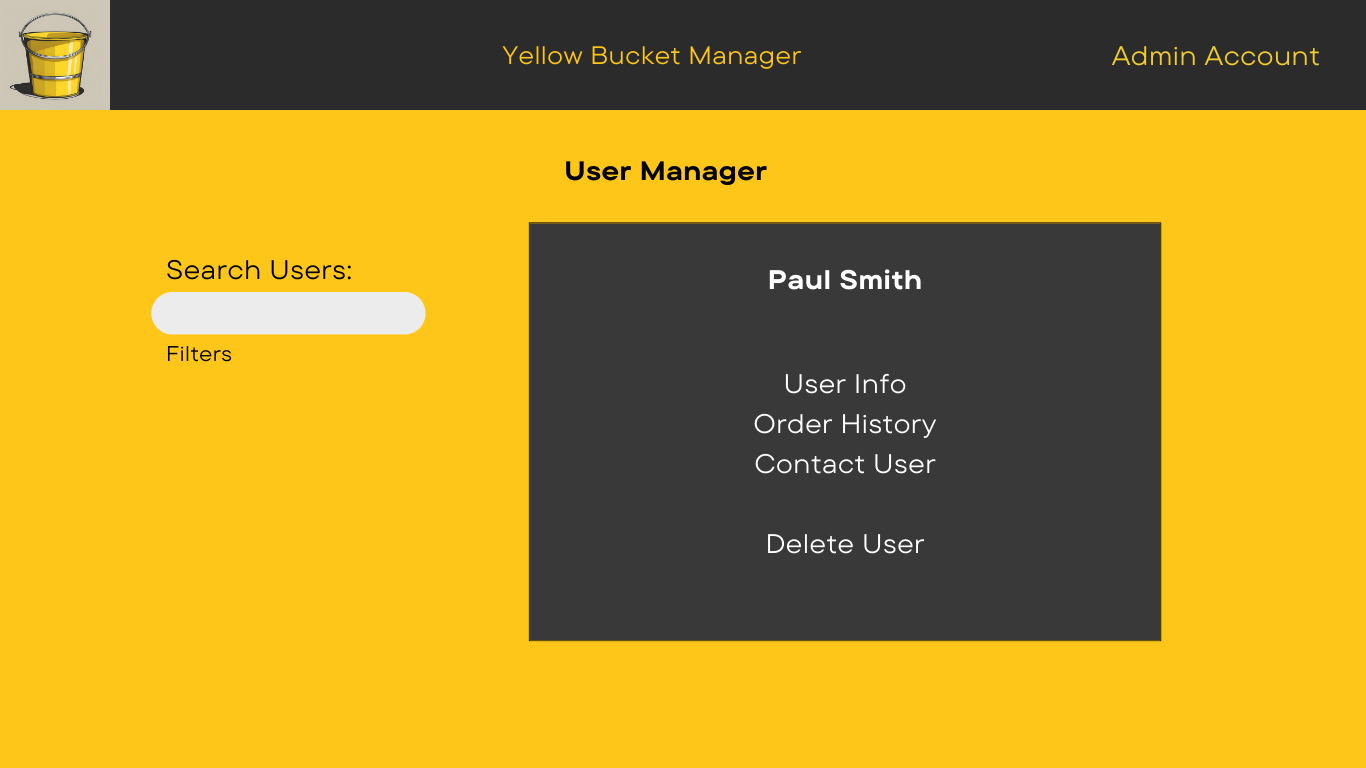 Yellow Bucket Manager
Admin Account
User Manager
Search Users:
Filters
Paul Smith
User Info
Order History
Contact User
Delete User